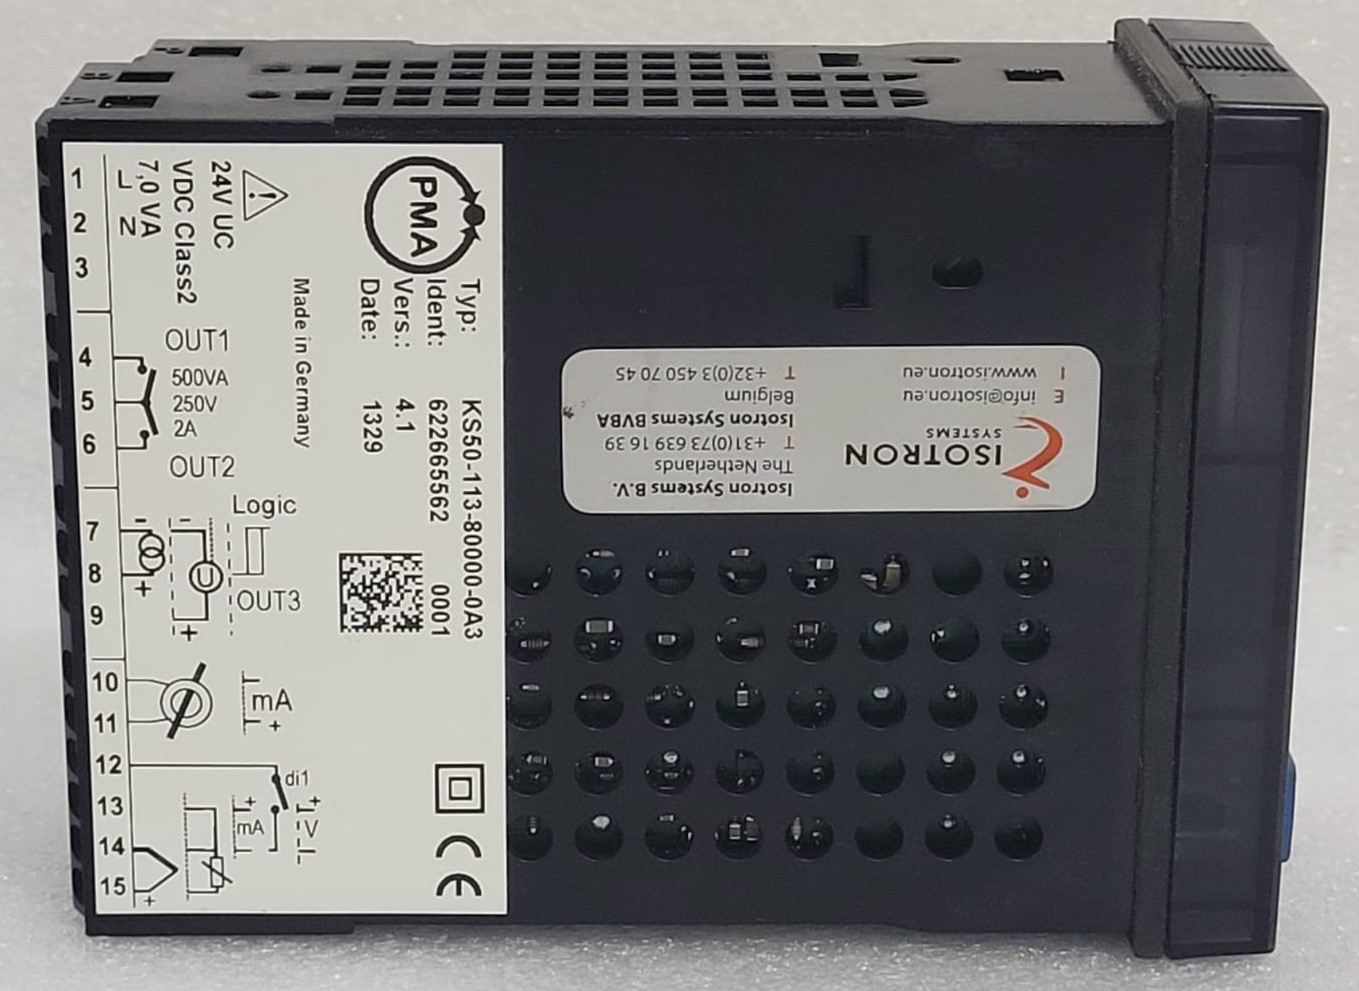 PMA
Typ: KS50-113-80000-0A3
Ident: 622665562 0001
Vers.: 4.1
Date: 1329
Made in Germany
24V UC
VDC Class2
7,0 VA
L N
1
2
3
4
5
6
7
8
9
10
11
12
13
14
15
OUT1
500VA
250V
2A
OUT2
Logic
OUT3
- +
- +
mA
+
di1
+
mA
+
V
-
+
CE
ISOTRON
SYSTEMS
E info@isotron.eu
I www.isotron.eu
Isotron Systems B.V.
The Netherlands
T +31(0)73 639 16 39
Isotron Systems BVBA
Belgium
T +32(0)3 450 70 45